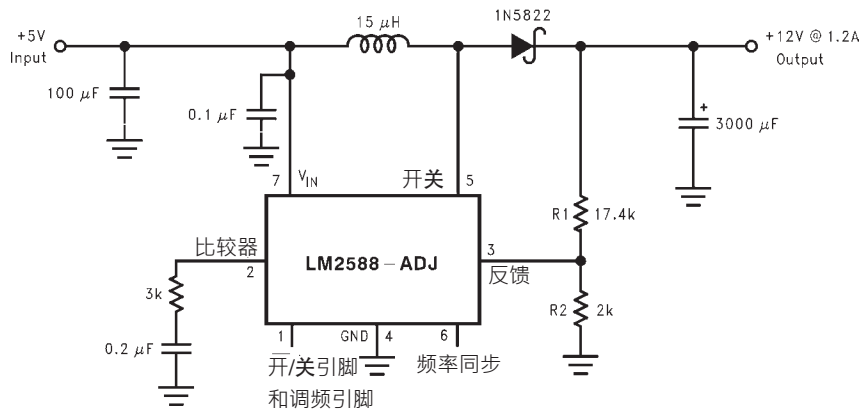 1N5822
15 μH
+5V
Input
+12V @ 1.2A
Output
100 μF
0.1 μF
+
3000 μF
7
VIN
开关
5
R1
17.4k
比较器
2
LM2588-ADJ
3
反馈
3k
R2
2k
0.2 μF
1
GND
4
6
开/关引脚
和调频引脚
频率同步